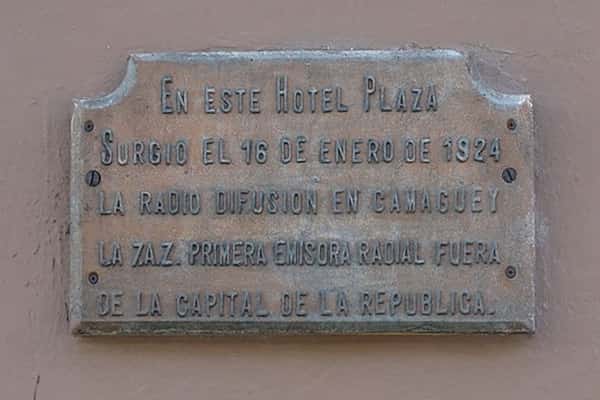 EN ESTE HOTEL PLAZA
SURGIO EL 16 DE ENERO DE 1924
LA RADIO DIFUSION EN CAMAGUEY
LA 7AZ. PRIMERA EMISORA RADIAL FUERA
DE LA CAPITAL DE LA REPUBLICA.